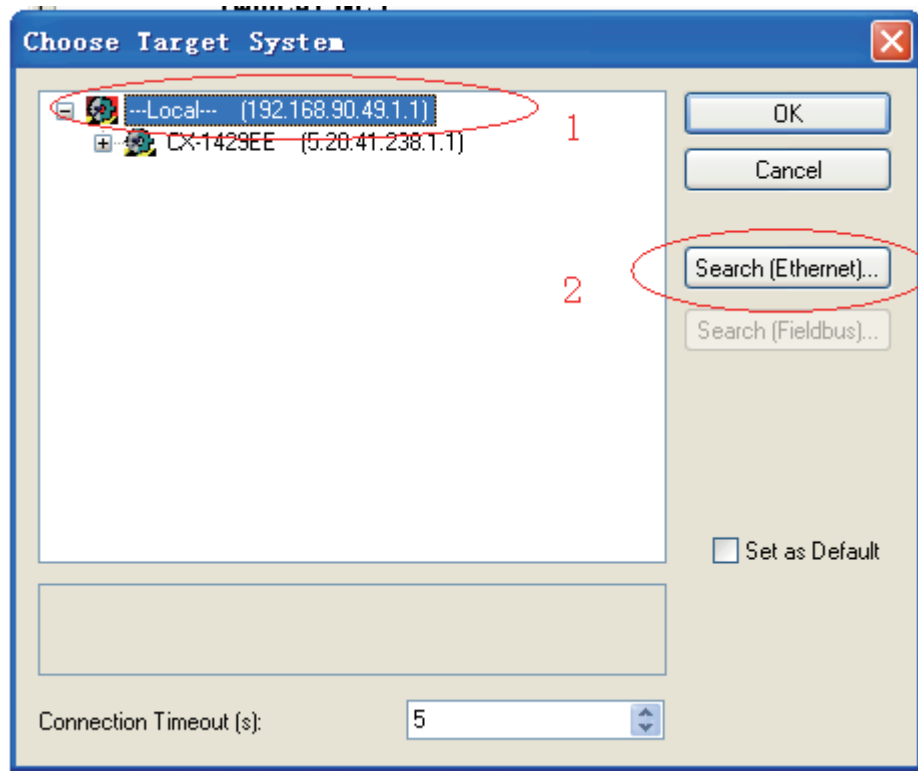 Choose Target System
---Local--- (192.168.90.49.1.1)
1
OK
CX-1429EE (5.20.41.238.1.1)
Cancel
Search (Ethernet)...
2
Search (Fieldbus)...
Set as Default
Connection Timeout (s): 5